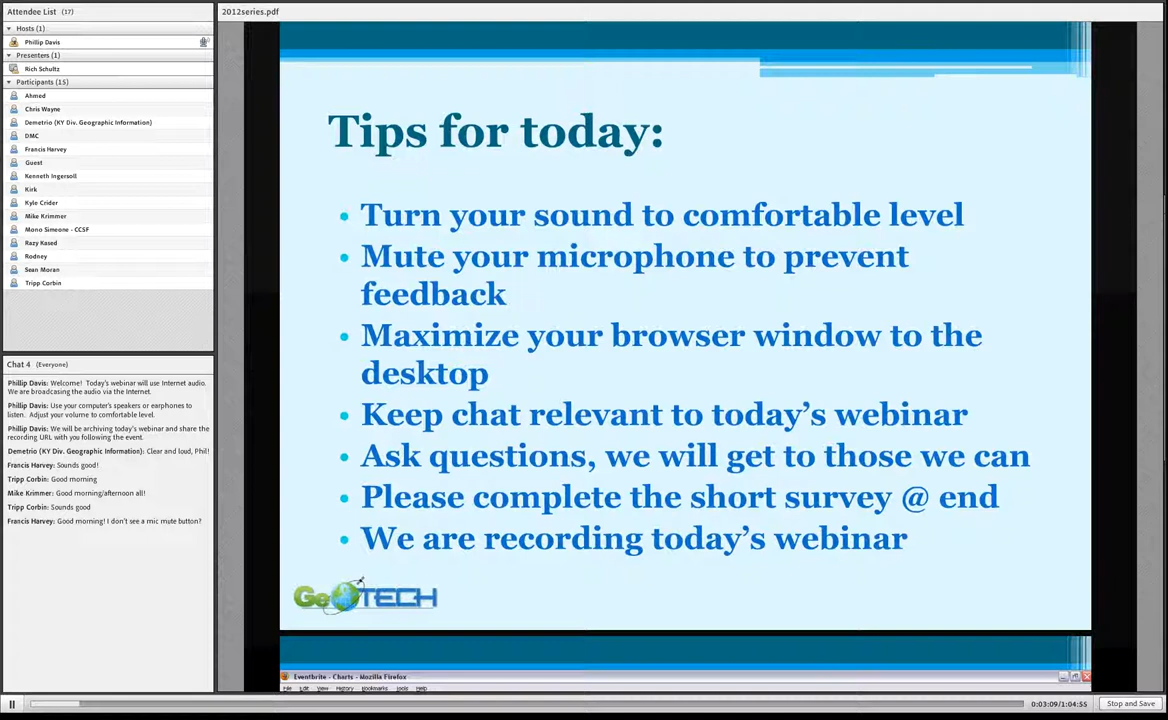 Attendee List (17)
Hosts (1)
Phillip Davis
Presenters (1)
Rich Schultz
Participants (15)
Ahmed
Chris Wayne
Demetrio (KY Div. Geographic Information)
DMC
Francis Harvey
Guest
Kenneth Ingersoll
Kirk
Kyle Crider
Mike Krimmer
Mono Simeone - CCSF
Razy Kased
Rodney
Sean Moran
Tripp Corbin
Chat 4 (Everyone)
Phillip Davis: Welcome! Today's webinar will use Internet audio.
We are broadcasting the audio via the Internet.
Phillip Davis: Use your computer's speakers or earphones to
listen. Adjust your volume to comfortable level.
Phillip Davis: We will be archiving today's webinar and share the
recording URL with you following the event.
Demetrio (KY Div. Geographic Information): Clear and loud, Phil!
Francis Harvey: Sounds good!
Tripp Corbin: Good morning
Mike Krimmer: Good morning/afternoon all!
Tripp Corbin: Sounds good
Francis Harvey: Good morning! I don't see a mic mute button?
2012series.pdf
Tips for today:
• Turn your sound to comfortable level
• Mute your microphone to prevent
feedback
• Maximize your browser window to the
desktop
• Keep chat relevant to today's webinar
• Ask questions, we will get to those we can
• Please complete the short survey @ end
• We are recording today's webinar
GeoTECH
Eventbrite - Charts - Mozilla Firefox
File Edit View History Bookmarks Tools Help
0:03:09/1:04:55
Stop and Save